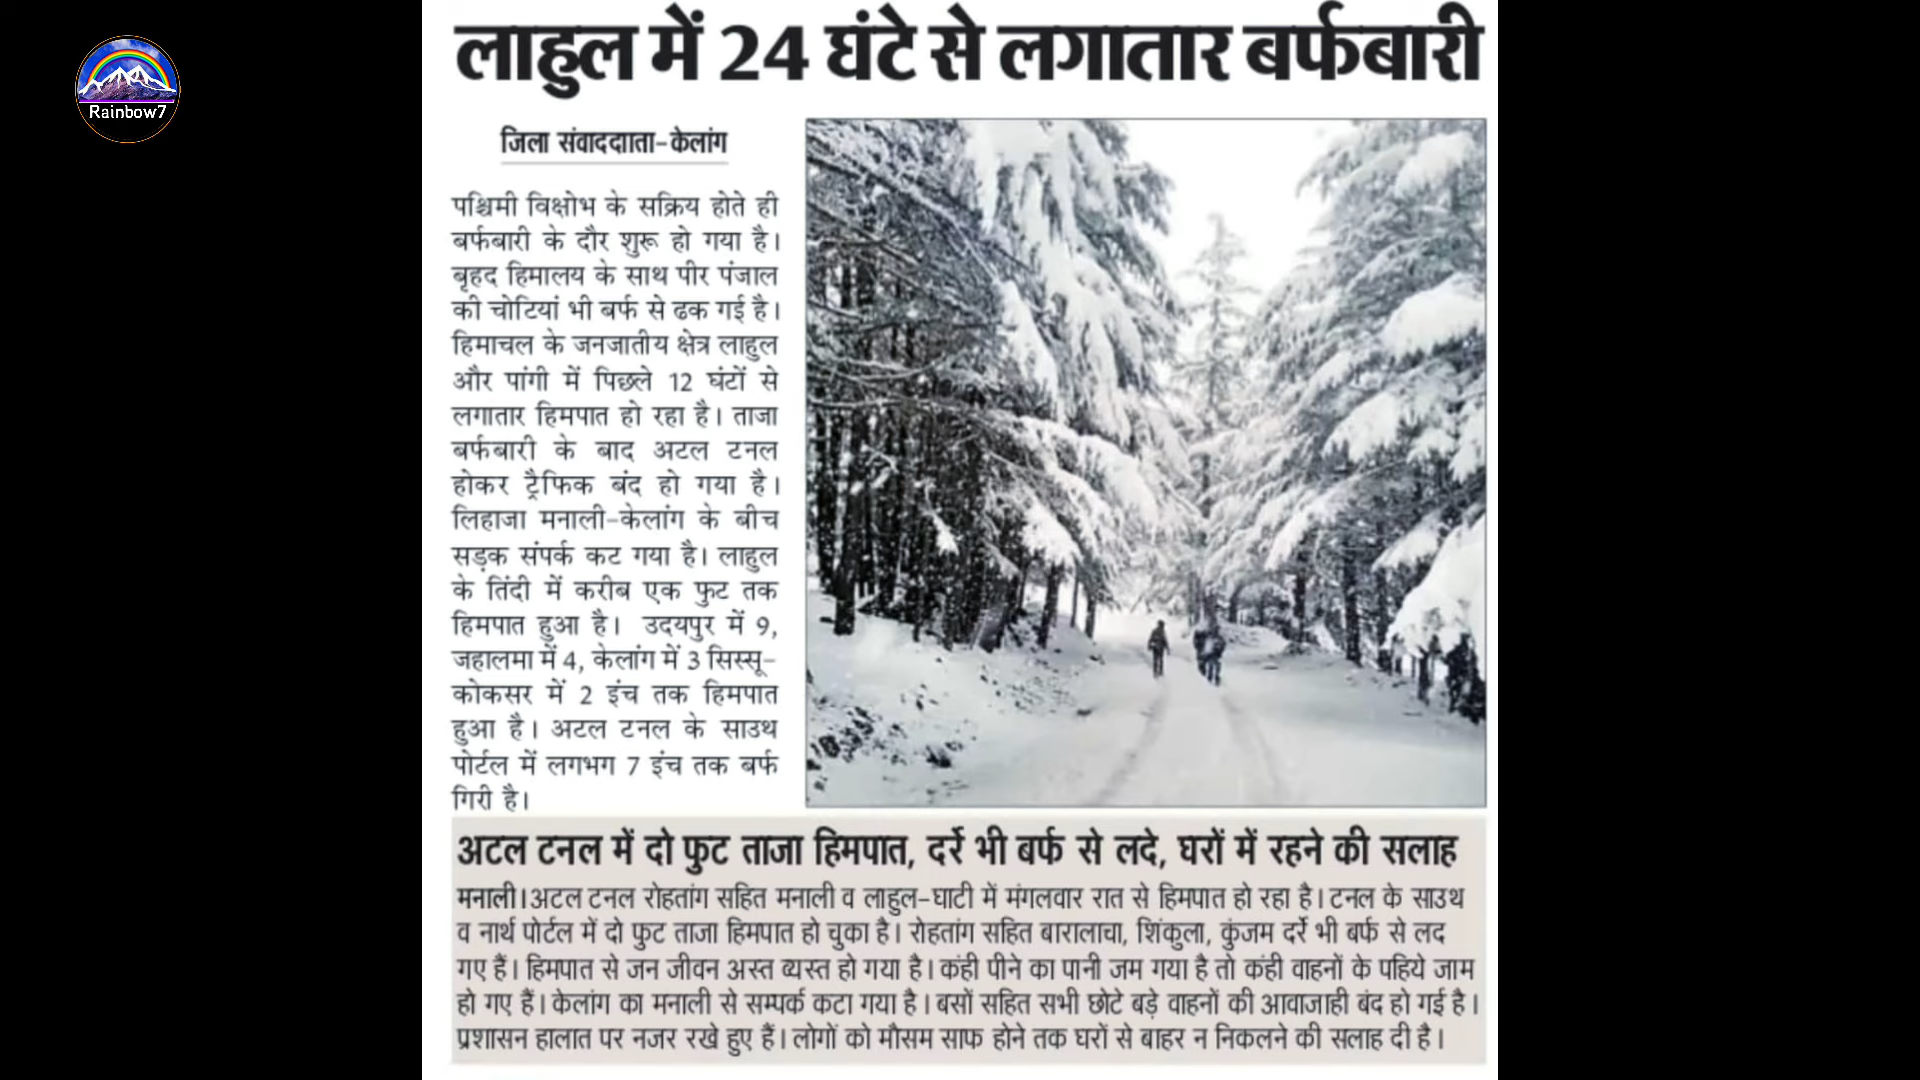 Rainbow7
लाहुल में 24 घंटे से लगातार बर्फबारी
जिला संवाददााता-केलांग
पश्चिमी विक्षोभ के सक्रिय होते ही
बर्फबारी के दौर शुरू हो गया है।
बृहद हिमालय के साथ पीर पंजाल
की चोटियां भी बर्फ से ढक गई है।
हिमाचल के जनजातीय क्षेत्र लाहुल
और पांगी में पिछले 12 घंटों से
लगातार हिमपात हो रहा है। ताजा
बर्फबारी के बाद अटल टनल
होकर ट्रैफिक बंद हो गया है।
लिहाजा मनाली-केलांग के बीच
सड़क संपर्क कट गया है। लाहुल
के तिंदी में करीब एक फुट तक
हिमपात हुआ है। उदयपुर में 9,
जहालमा में 4, केलांग में 3 सिस्सू-
कोकसर में 2 इंच तक हिमपात
हुआ है। अटल टनल के साउथ
पोर्टल में लगभग 7 इंच तक बर्फ
गिरी है।
अटल टनल में दो फुट ताजा हिमपात, दर्रे भी बर्फ से लदे, घरों में रहने की सलाह
मनाली।अटल टनल रोहतांग सहित मनाली व लाहुल-घाटी में मंगलवार रात से हिमपात हो रहा है। टनल के साउथ
व नार्थ पोर्टल में दो फुट ताजा हिमपात हो चुका है। रोहतांग सहित बारालाचा, शिंकुला, कुंजम दर्रे भी बर्फ से लद
गए हैं। हिमपात से जन जीवन अस्त व्यस्त हो गया है। कंही पीने का पानी जम गया है तो कंही वाहनों के पहिये जाम
हो गए हैं। केलांग का मनाली से सम्पर्क कटा गया है। बसों सहित सभी छोटे बड़े वाहनों की आवाजाही बंद हो गई है।
प्रशासन हालात पर नजर रखे हुए हैं। लोगों को मौसम साफ होने तक घरों से बाहर न निकलने की सलाह दी है।